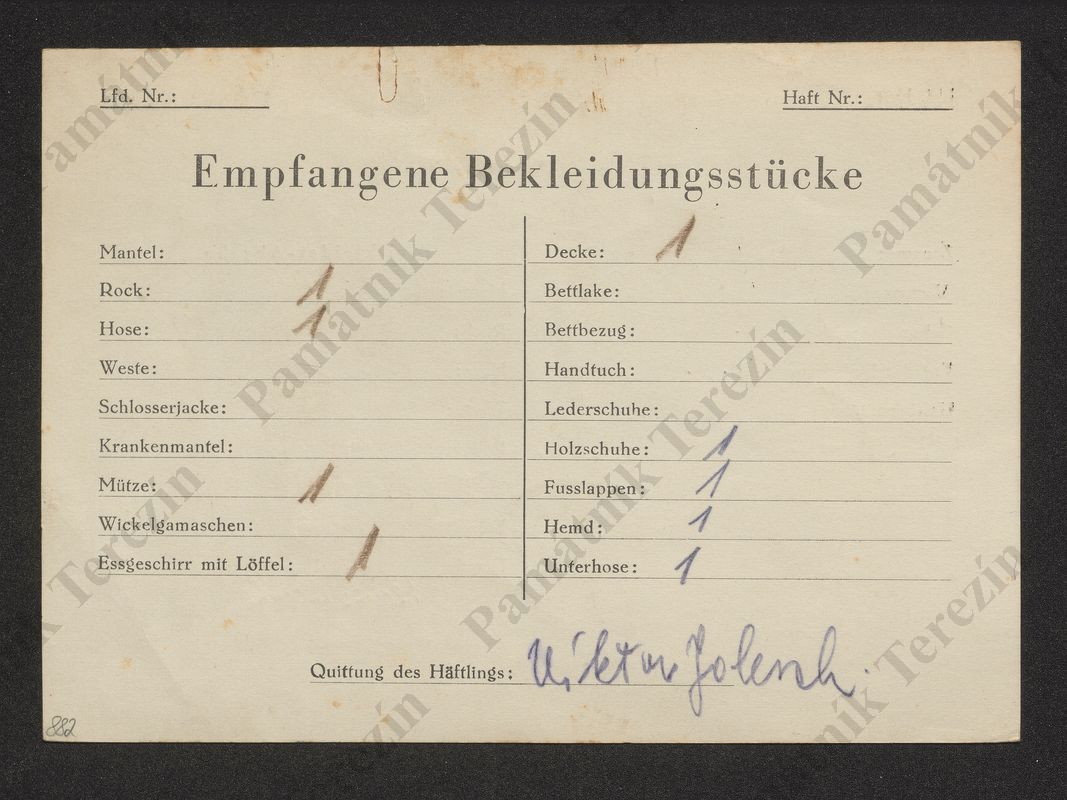 Lfd. Nr.:
Haft Nr.:
Empfangene Bekleidungsstücke
Mantel:
Rock: 1
Hose: 1
Weste:
Schlosserjacke:
Krankenmantel:
Mütze: 1
Wickelgamaschen:
Essgeschirr mit Löffel: 1
Decke: 1
Bettlake:
Bettbezug:
Handtuch:
Lederschuhe:
Holzschuhe: 1
Fusslappen: 1
Hemd: 1
Unterhose: 1
Quittung des Häftlings: Viktor
882
Památník Terezín